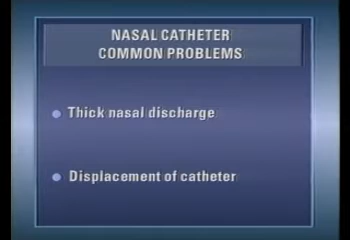 NASAL CATHETER
COMMON PROBLEMS
Thick nasal discharge
Displacement of catheter